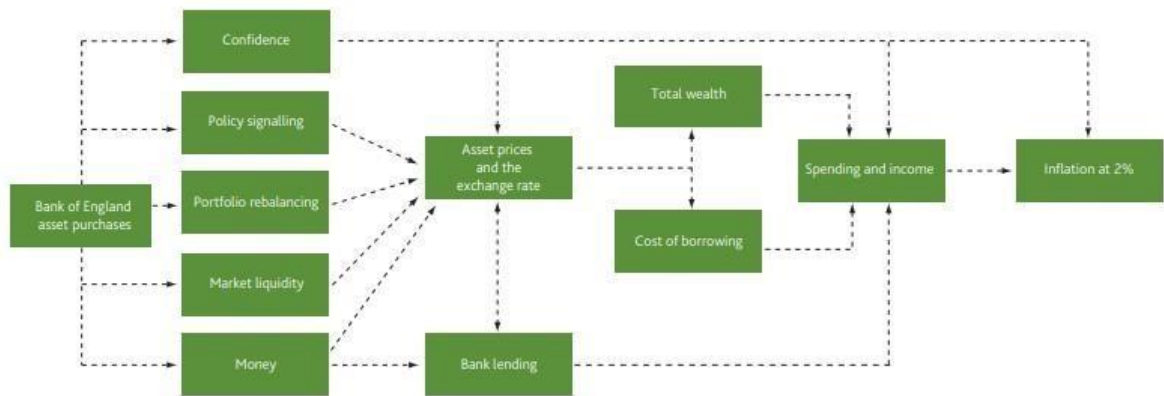 Confidence
Policy signalling
Portfolio rebalancing
Market liquidity
Money
Bank of England
asset purchases
Asset prices
and the
exchange rate
Bank lending
Total wealth
Cost of borrowing
Spending and income
Inflation at 2%